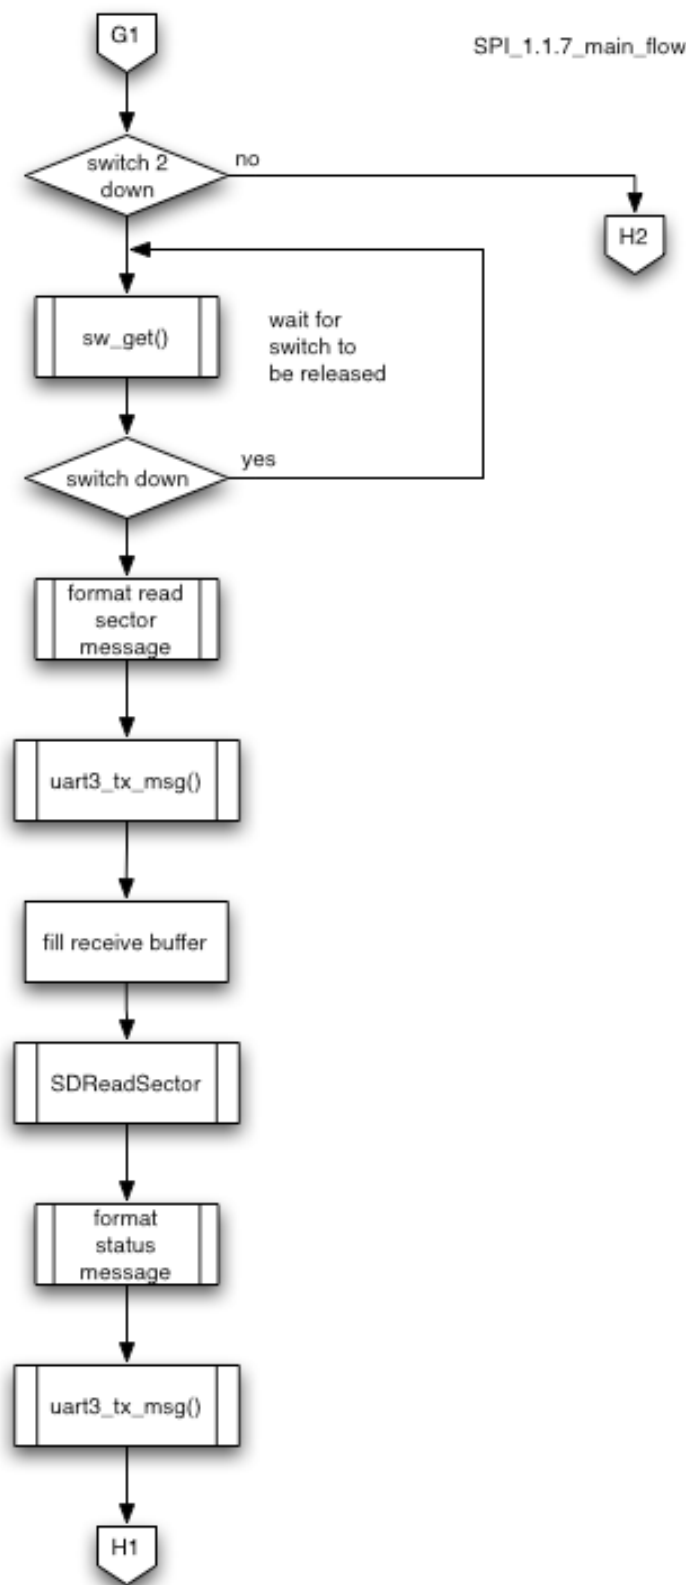 G1
SPI_1.1.7_main_flow
switch 2
down
no
H2
sw_get()
wait for
switch to
be released
switch down
yes
format read
sector
message
uart3_tx_msg()
fill receive buffer
SDReadSector
format
status
message
uart3_tx_msg()
H1